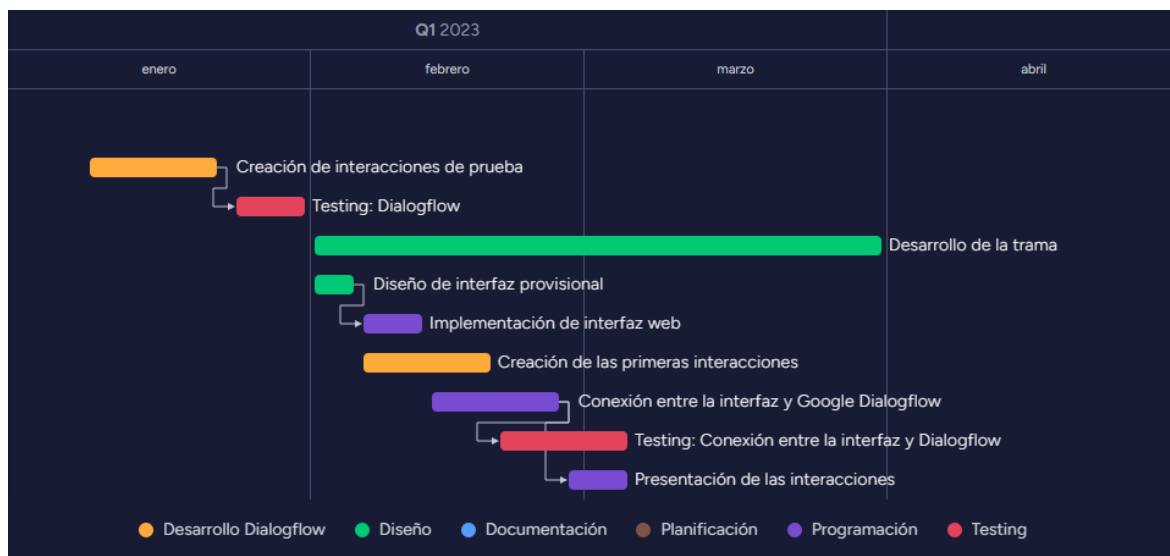 Q1 2023
enero febrero marzo abril
Creación de interacciones de prueba
Testing: Dialogflow
Desarrollo de la trama
Diseño de interfaz provisional
Implementación de interfaz web
Creación de las primeras interacciones
Conexión entre la interfaz y Google Dialogflow
Testing: Conexión entre la interfaz y Dialogflow
Presentación de las interacciones
Desarrollo Dialogflow Diseño Documentación Planificación Programación Testing